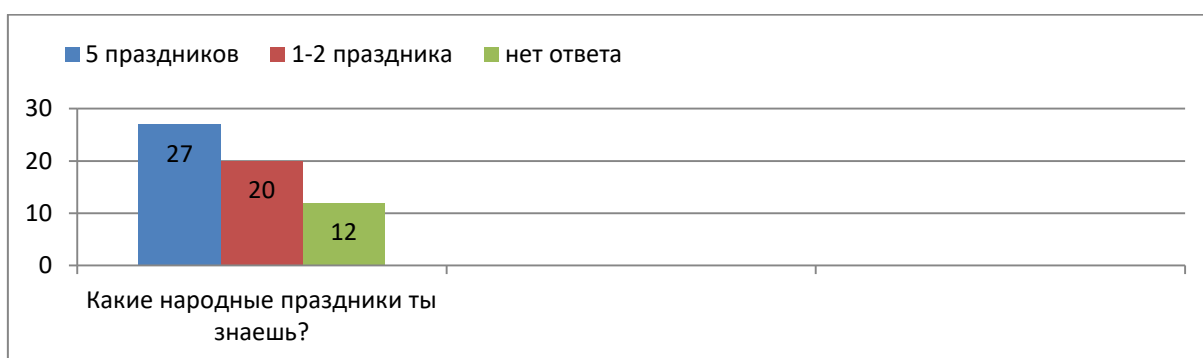 5 праздников 1-2 праздника нет ответа
30
20
10
0
27
20
12
Какие народные праздники ты
знаешь?